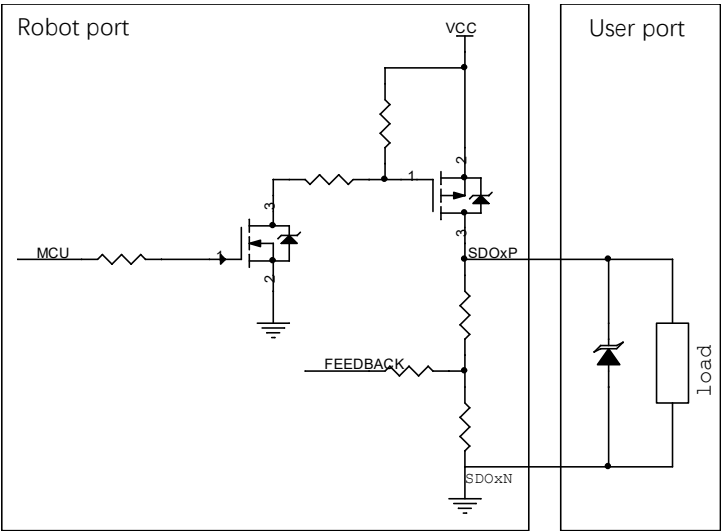 Robot port
User port
VCC
2
1
3
3
MCU
1
SDOxP
2
FEEDBACK
load
SDOxN